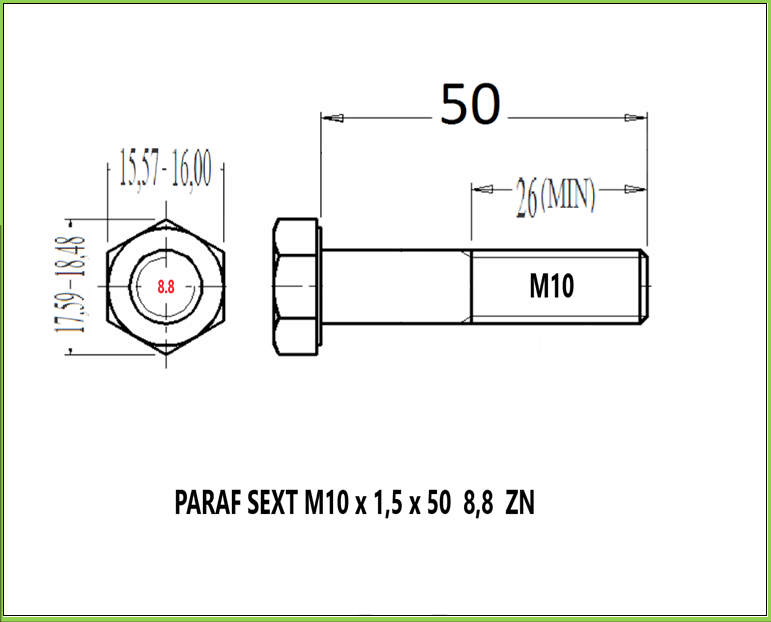 50
15,57-16,00
26 (MIN)
17,59-18,48
8.8
M10
PARAF SEXT M10 x 1,5 x 50 8,8 ZN